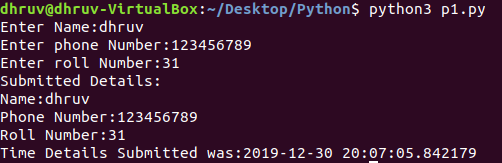 dhruv@dhruv-VirtualBox:~/Desktop/Python$ python3 p1.py
Enter Name:dhruv
Enter phone Number:123456789
Enter roll Number:31
Submitted Details:
Name:dhruv
Phone Number:123456789
Roll Number:31
Time Details Submitted was:2019-12-30 20:07:05.842179